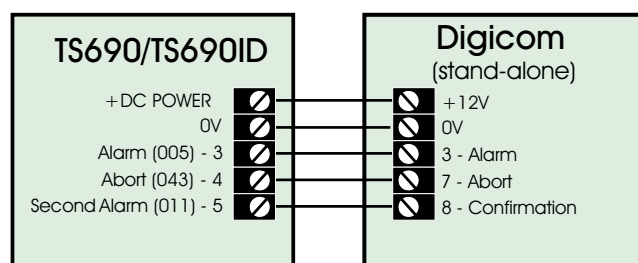 TS690/TS690ID
+DC POWER
0V
Alarm (005) - 3
Abort (043) - 4
Second Alarm (011) - 5
Digicom
(stand-alone)
+12V
0V
3 - Alarm
7 - Abort
8 - Confirmation